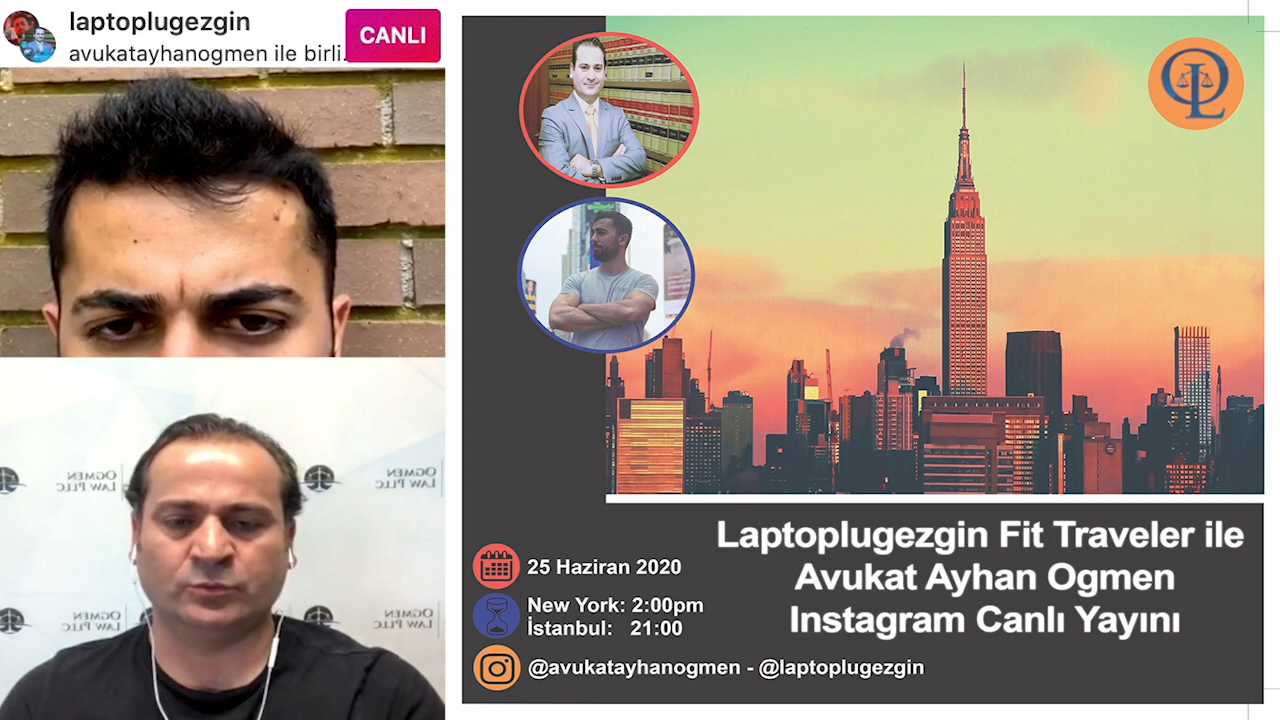 laptoplugezgin
avukatayhanogmen ile birli.
CANLI
OGMEN
LAW PLLC
OGMEN
LAW PLLC
OGMEN
LAW PLLC
OGMEN
LAW PLLC
OL
Laptoplugezgin Fit Traveler ile
Avukat Ayhan Ogmen
Instagram Canlı Yayını
25 Haziran 2020
New York: 2:00pm
İstanbul: 21:00
@avukatayhanogmen - @laptoplugezgin